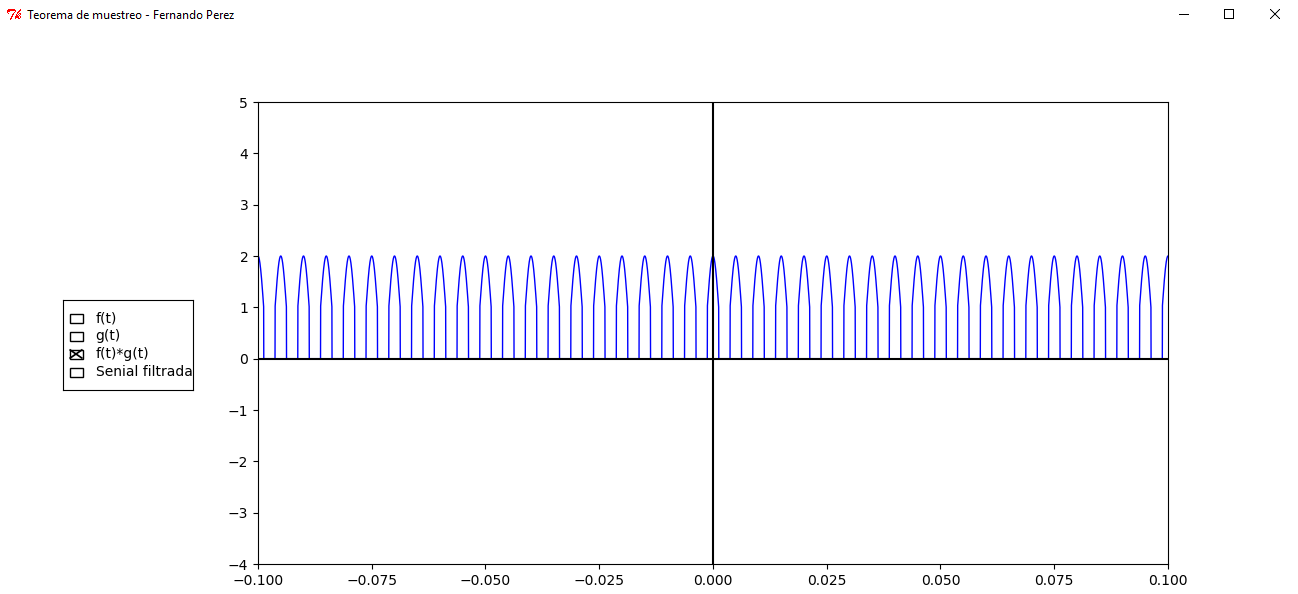 Teorema de muestreo - Fernando Perez
5
4
3
2
1
0
−1
−2
−3
−4
−0.100 −0.075 −0.050 −0.025 0.000 0.025 0.050 0.075 0.100
f(t)
g(t)
f(t)*g(t)
Senial filtrada